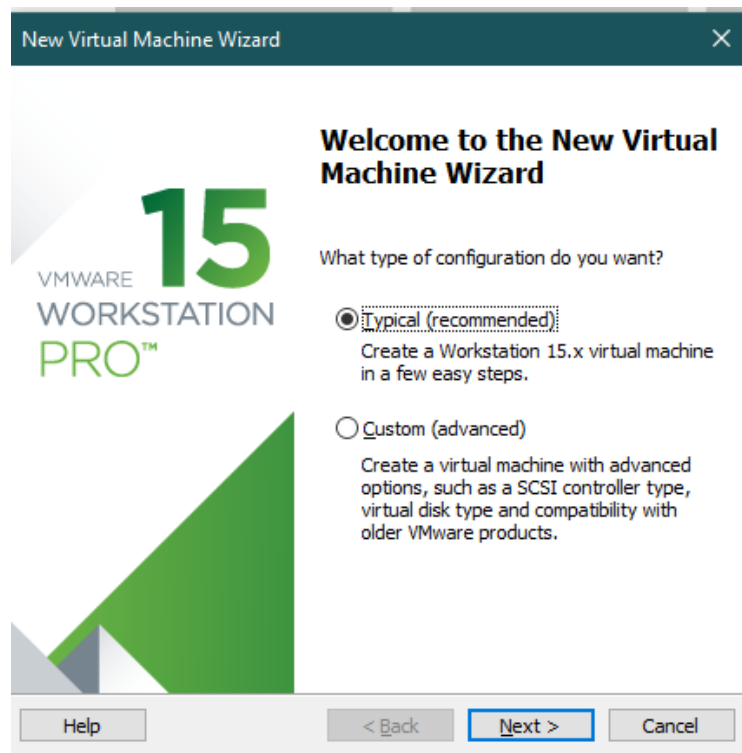 New Virtual Machine Wizard
Welcome to the New Virtual
Machine Wizard
15
VMWARE
WORKSTATION
PRO™
What type of configuration do you want?
Typical (recommended)
Create a Workstation 15.x virtual machine
in a few easy steps.
Custom (advanced)
Create a virtual machine with advanced
options, such as a SCSI controller type,
virtual disk type and compatibility with
older VMware products.
Help
< Back
Next >
Cancel